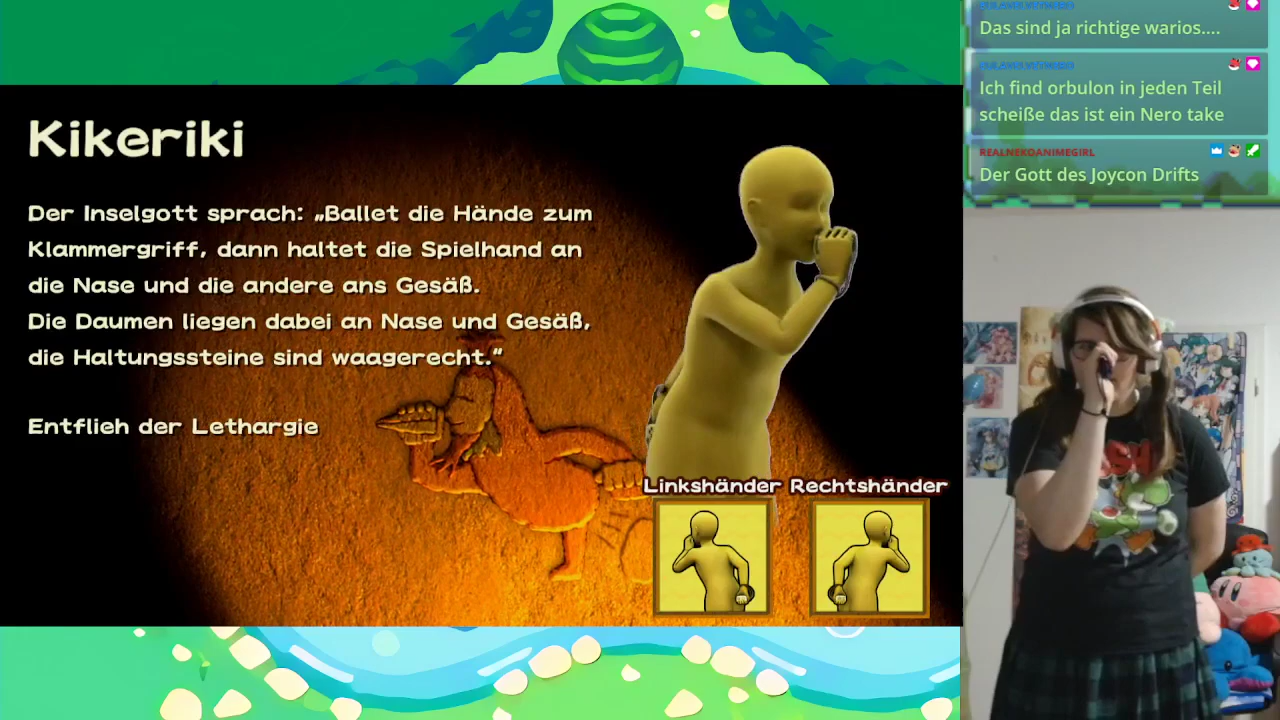 Kikeriki
Der Inselgott sprach: „Ballet die Hände zum
Klammergriff, dann haltet die Spielhand an
die Nase und die andere ans Gesäß.
Die Daumen liegen dabei an Nase und Gesäß,
die Haltungssteine sind waagerecht.“
Entflieh der Lethargie
Linkshänder Rechtshänder
Das sind ja richtige warios....
Ich find orbulon in jeden Teil
scheiße das ist ein Nero take
REALNEKOANIMEGIRL
Der Gott des Joycon Drifts